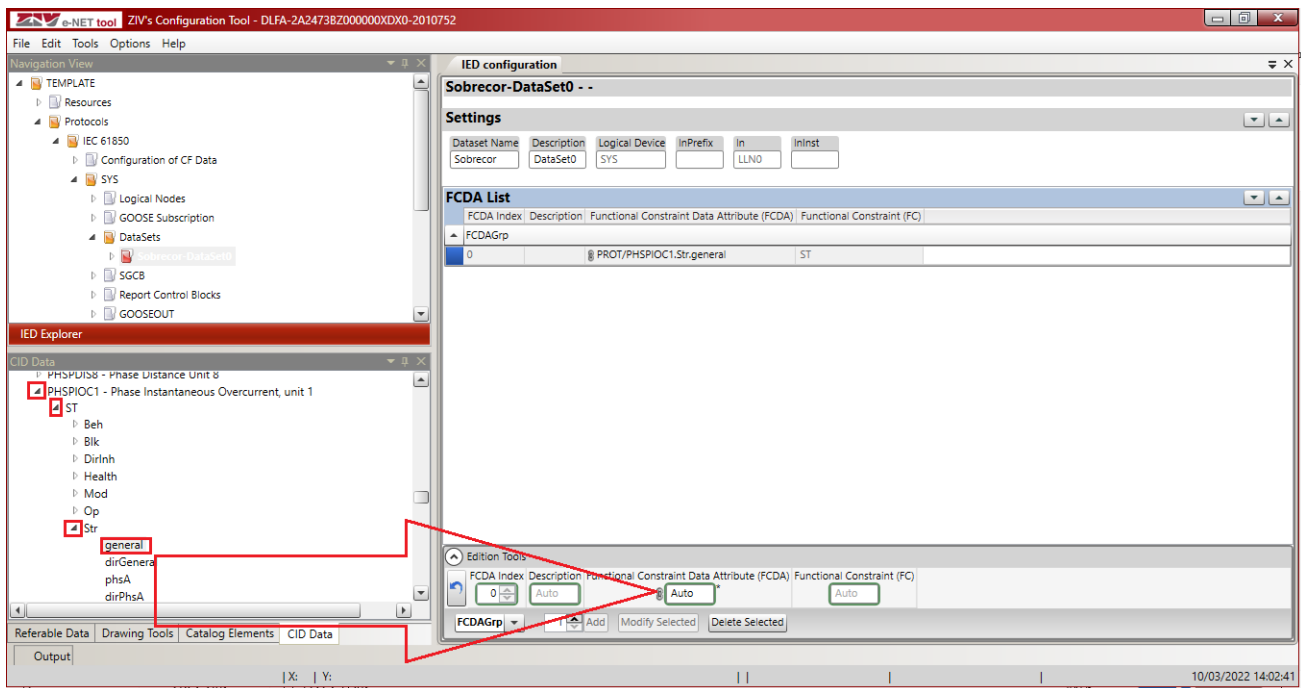 ZIV e-NET tool ZIV's Configuration Tool - DLFA-2A2473BZ000000XDX0-2010752
File Edit Tools Options Help
Navigation View
TEMPLATE
Resources
Protocols
IEC 61850
Configuration of CF Data
SYS
Logical Nodes
GOOSE Subscription
DataSets
Sobrecor-DataSet0
SGCB
Report Control Blocks
GOOSEOUT
IED Explorer
CID Data
PHSPDIS8 - Phase Distance Unit 8
PHSPIOC1 - Phase Instantaneous Overcurrent, unit 1
ST
Beh
Blk
DirInh
Health
Mod
Op
Str
general
dirGenera
phsA
dirPhsA
Referable Data Drawing Tools Catalog Elements CID Data
Output
IED configuration
Sobrecor-DataSet0 - -
Settings
Dataset Name Description Logical Device InPrefix In InInst
Sobrecor DataSet0 SYS LLN0
FCDA List
FCDA Index Description Functional Constraint Data Attribute (FCDA) Functional Constraint (FC)
FCDAGrp
0 PROT/PHSPIOC1.Str.general ST
Edition Tools
FCDA Index Description Functional Constraint Data Attribute (FCDA) Functional Constraint (FC)
0 Auto Auto * Auto
FCDAGrp 1 Add Modify Selected Delete Selected
X: Y: 10/03/2022 14:02:41